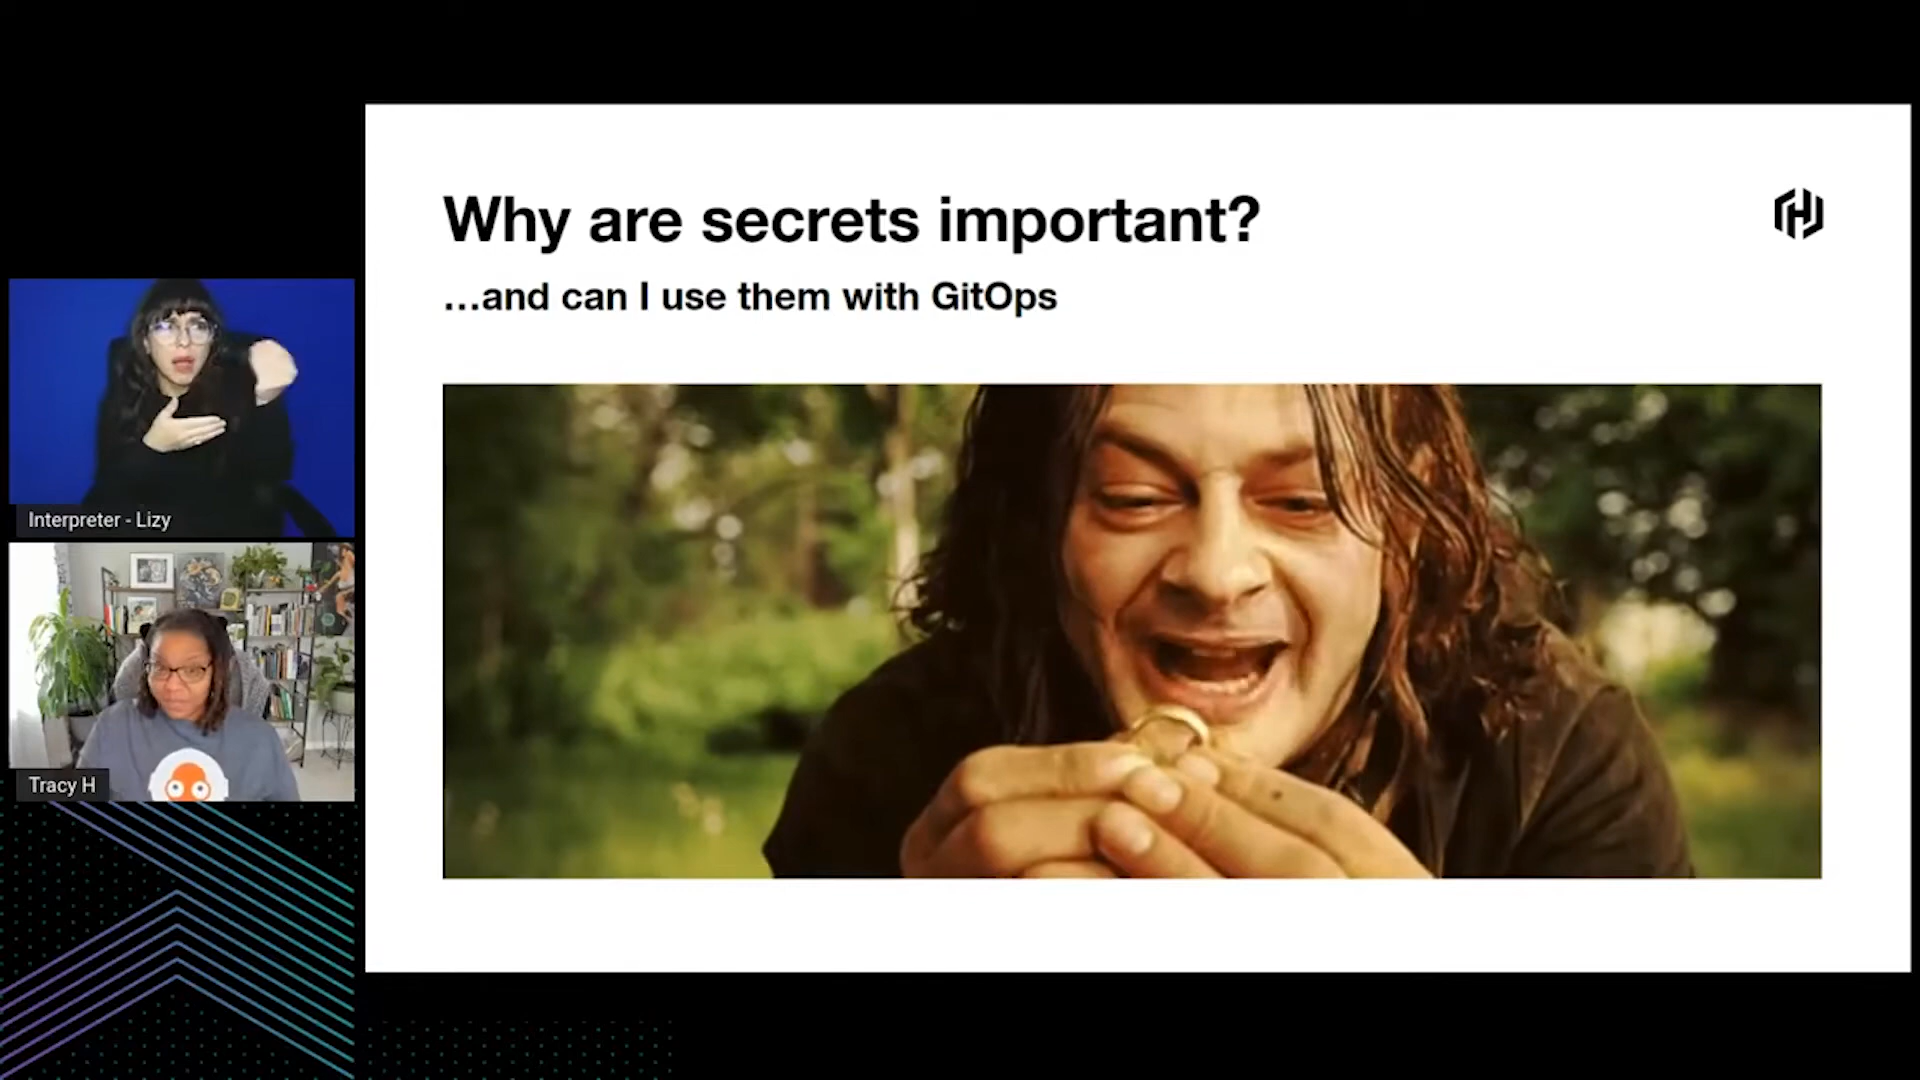 Why are secrets important?
...and can I use them with GitOps
Interpreter - Lizy
Tracy H